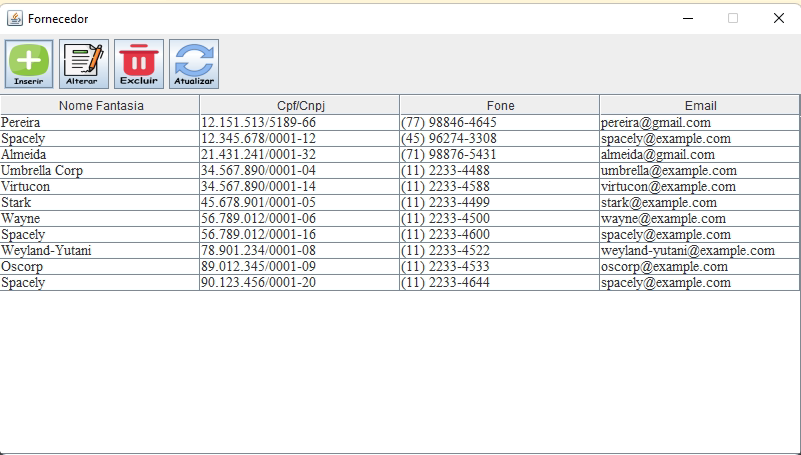 Fornecedor
Inserir Alterar Excluir Atualizar
Nome Fantasia Cpf/Cnpj Fone Email
Pereira 12.151.513/5189-66 (77) 98846-4645 pereira@gmail.com
Spacely 12.345.678/0001-12 (45) 96274-3308 spacely@example.com
Almeida 21.431.241/0001-32 (71) 98876-5431 almeida@gmail.com
Umbrella Corp 34.567.890/0001-04 (11) 2233-4488 umbrella@example.com
Virtucon 34.567.890/0001-14 (11) 2233-4588 virtucon@example.com
Stark 45.678.901/0001-05 (11) 2233-4499 stark@example.com
Wayne 56.789.012/0001-06 (11) 2233-4500 wayne@example.com
Spacely 56.789.012/0001-16 (11) 2233-4600 spacely@example.com
Weyland-Yutani 78.901.234/0001-08 (11) 2233-4522 weyland-yutani@example.com
Oscorp 89.012.345/0001-09 (11) 2233-4533 oscorp@example.com
Spacely 90.123.456/0001-20 (11) 2233-4644 spacely@example.com